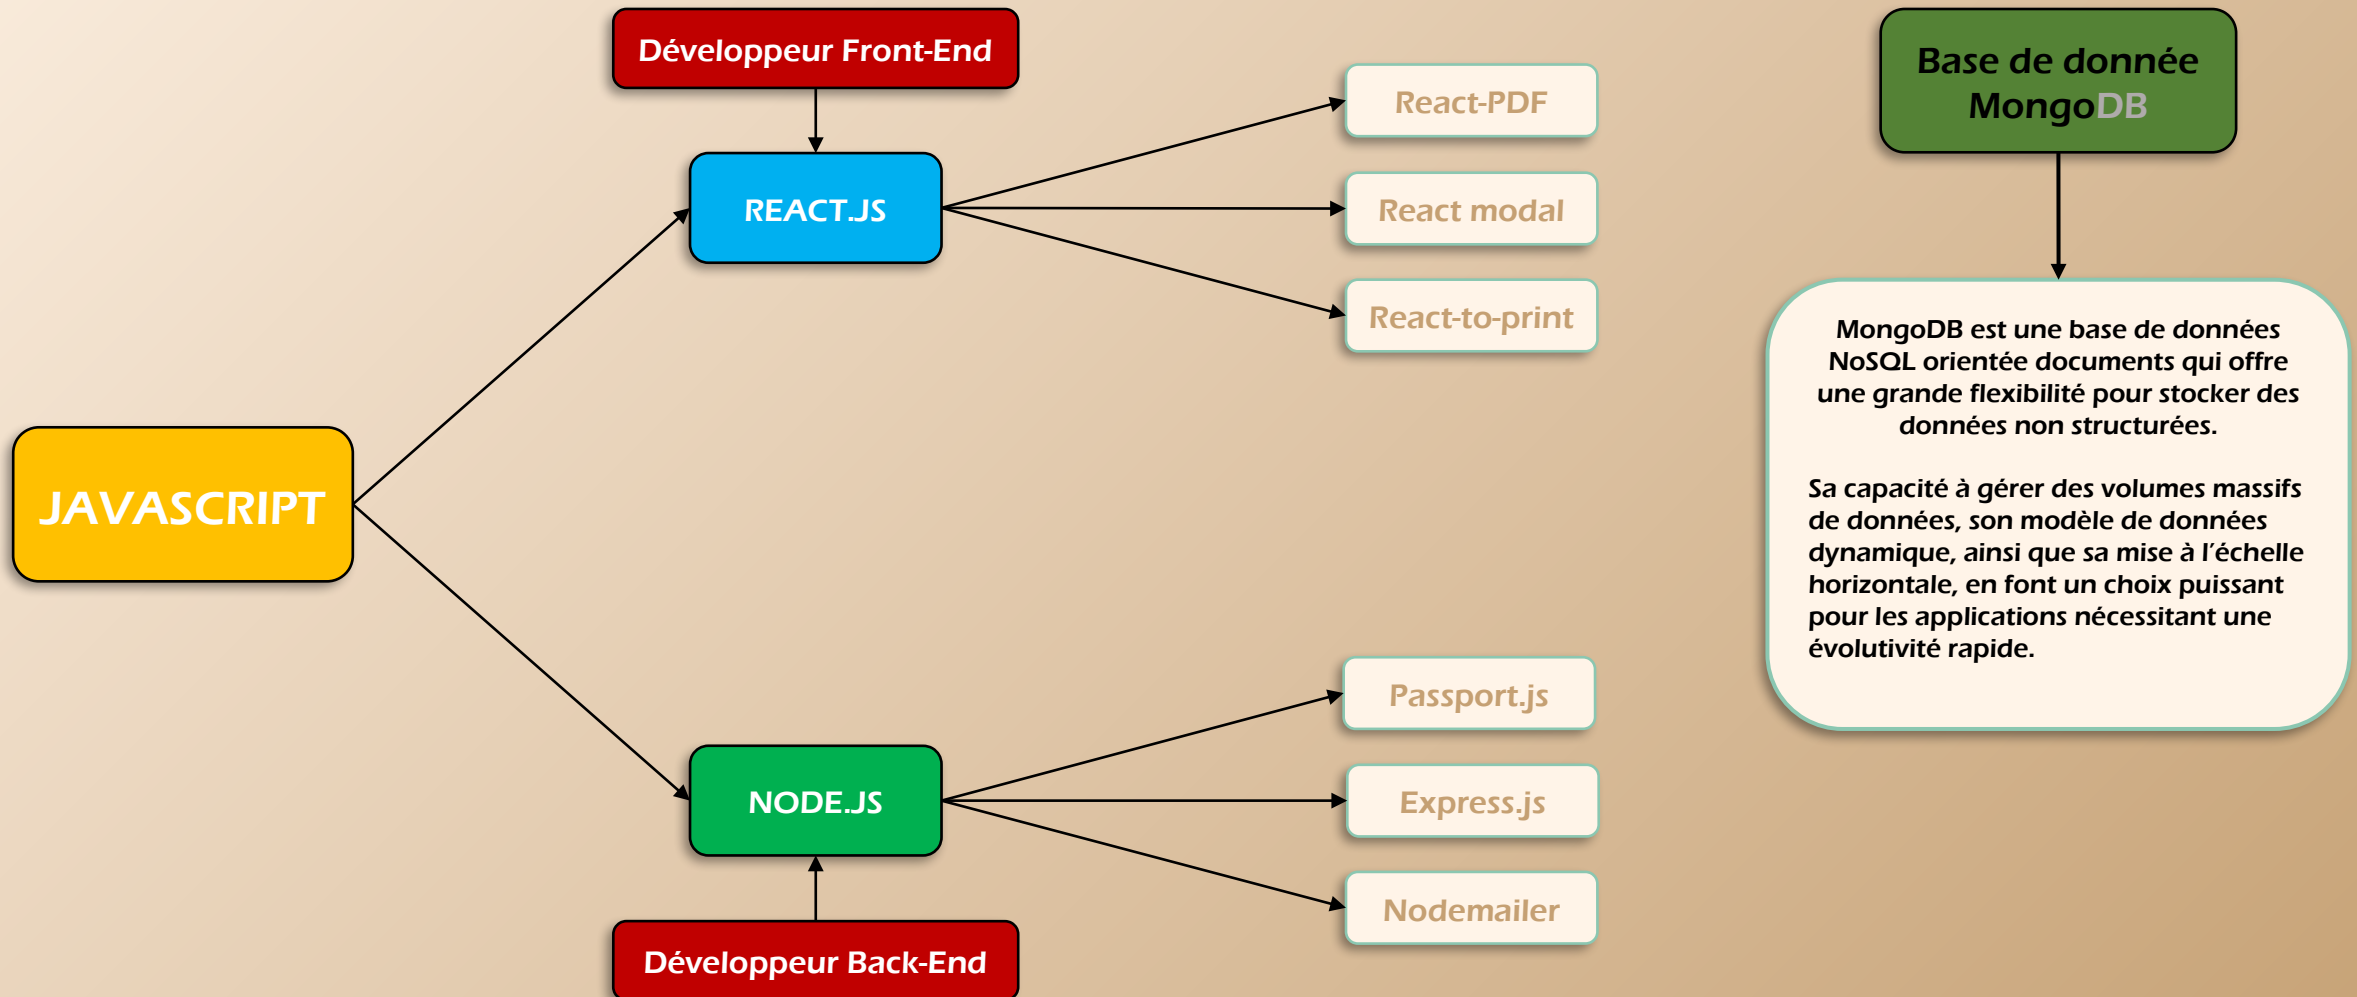 Développeur Front-End
REACT.JS
React-PDF
React modal
React-to-print
JAVASCRIPT
NODE.JS
Développeur Back-End
Passport.js
Express.js
Nodemailer
Base de donnée
MongoDB
MongoDB est une base de données
NoSQL orientée documents qui offre
une grande flexibilité pour stocker des
données non structurées.
Sa capacité à gérer des volumes massifs
de données, son modèle de données
dynamique, ainsi que sa mise à l’échelle
horizontale, en font un choix puissant
pour les applications nécessitant une
évolutivité rapide.